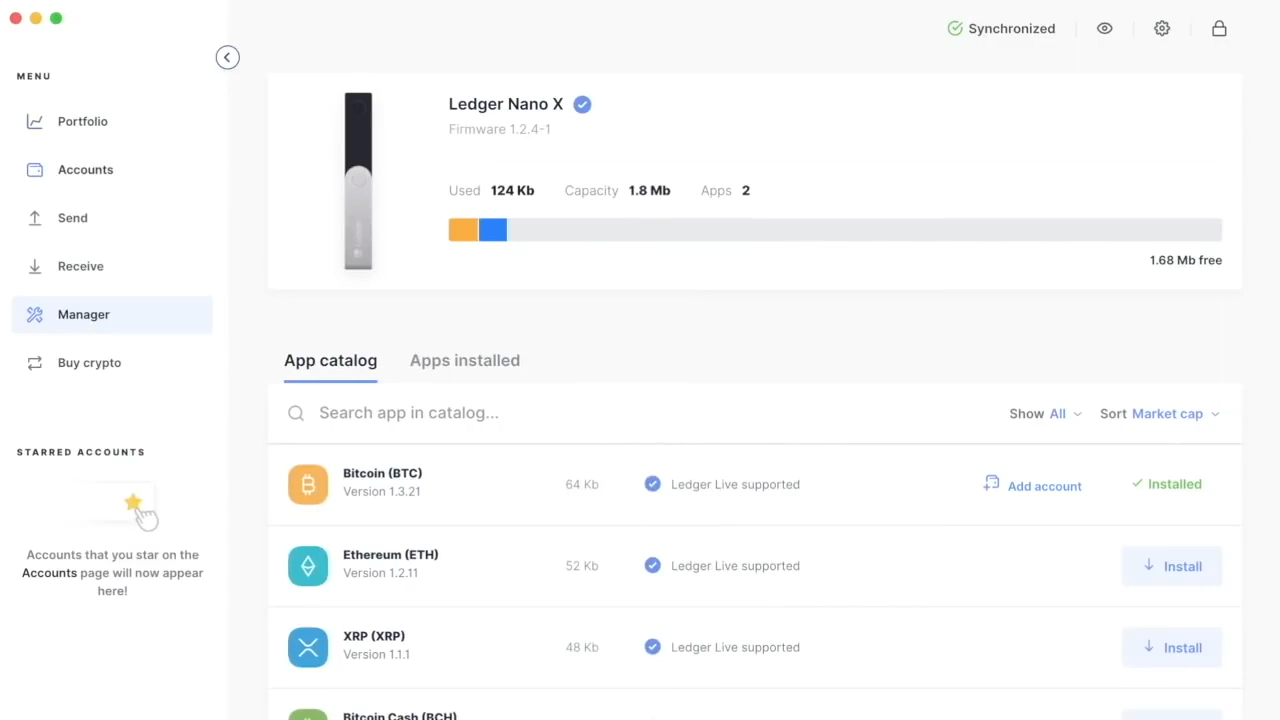 Synchronized
MENU
Portfolio
Accounts
Send
Receive
Manager
Buy crypto
STARRED ACCOUNTS
Accounts that you star on the
Accounts page will now appear
here!
Ledger Nano X
Firmware 1.2.4-1
Used 124 Kb Capacity 1.8 Mb Apps 2
1.68 Mb free
App catalog Apps installed
Search app in catalog...
Show All Sort Market cap
Bitcoin (BTC)
Version 1.3.21
64 Kb
Ledger Live supported
Add account
Installed
Ethereum (ETH)
Version 1.2.11
52 Kb
Ledger Live supported
Install
XRP (XRP)
Version 1.1.1
48 Kb
Ledger Live supported
Install
Bitcoin Cash (BCH)